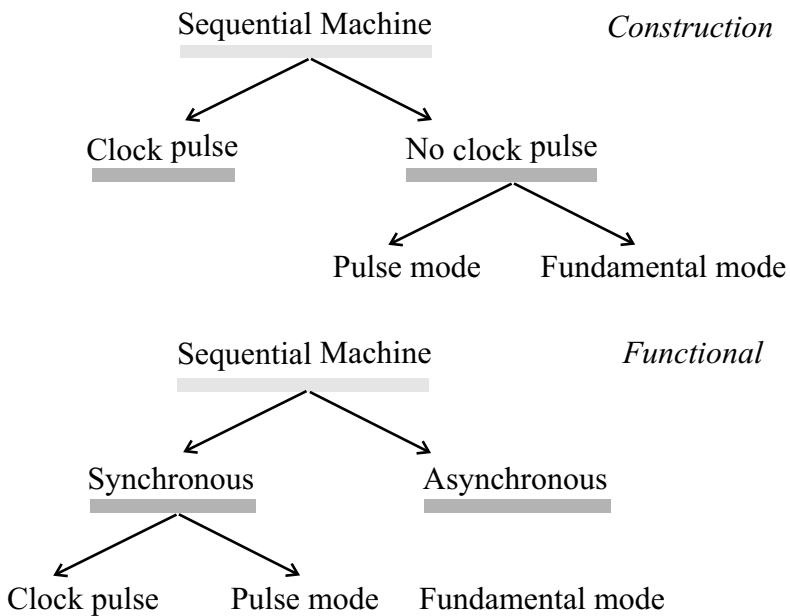 Sequential Machine Construction
Clock pulse No clock pulse
Pulse mode Fundamental mode
Sequential Machine Functional
Synchronous Asynchronous
Clock pulse Pulse mode Fundamental mode